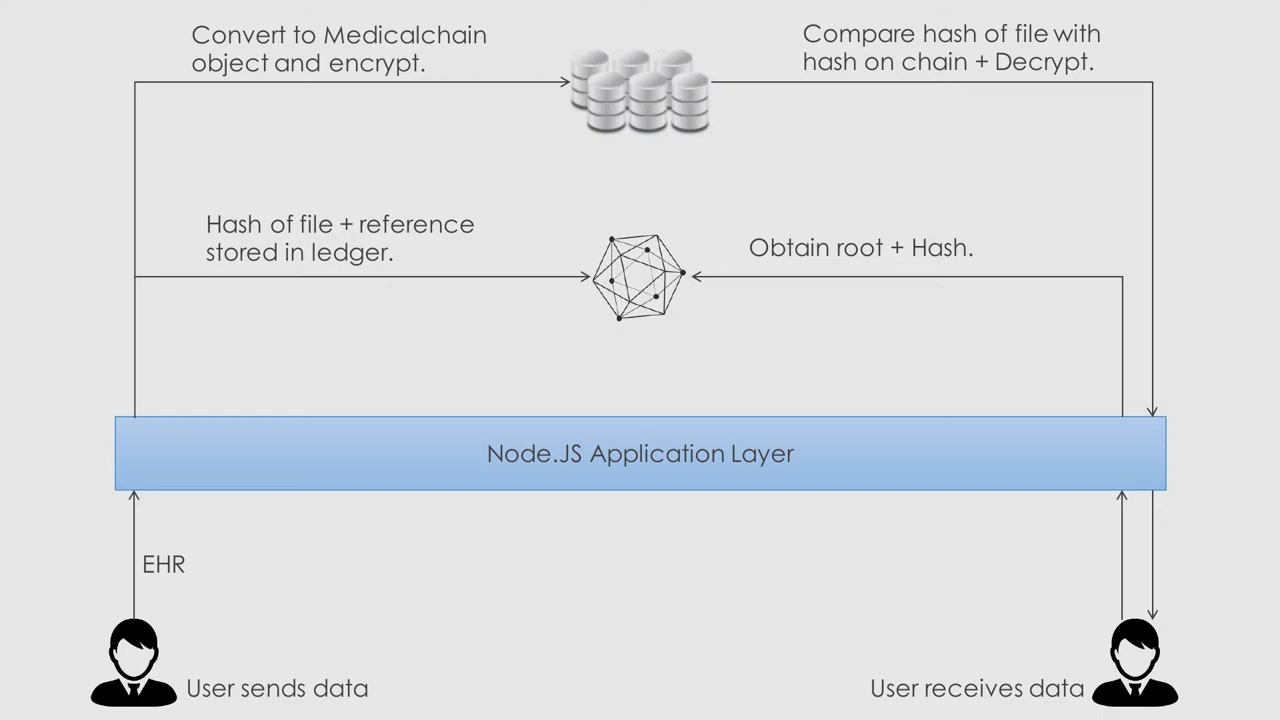 Convert to Medicalchain
object and encrypt.
Compare hash of file with
hash on chain + Decrypt.
Hash of file + reference
stored in ledger.
Obtain root + Hash.
Node.JS Application Layer
EHR
User sends data
User receives data